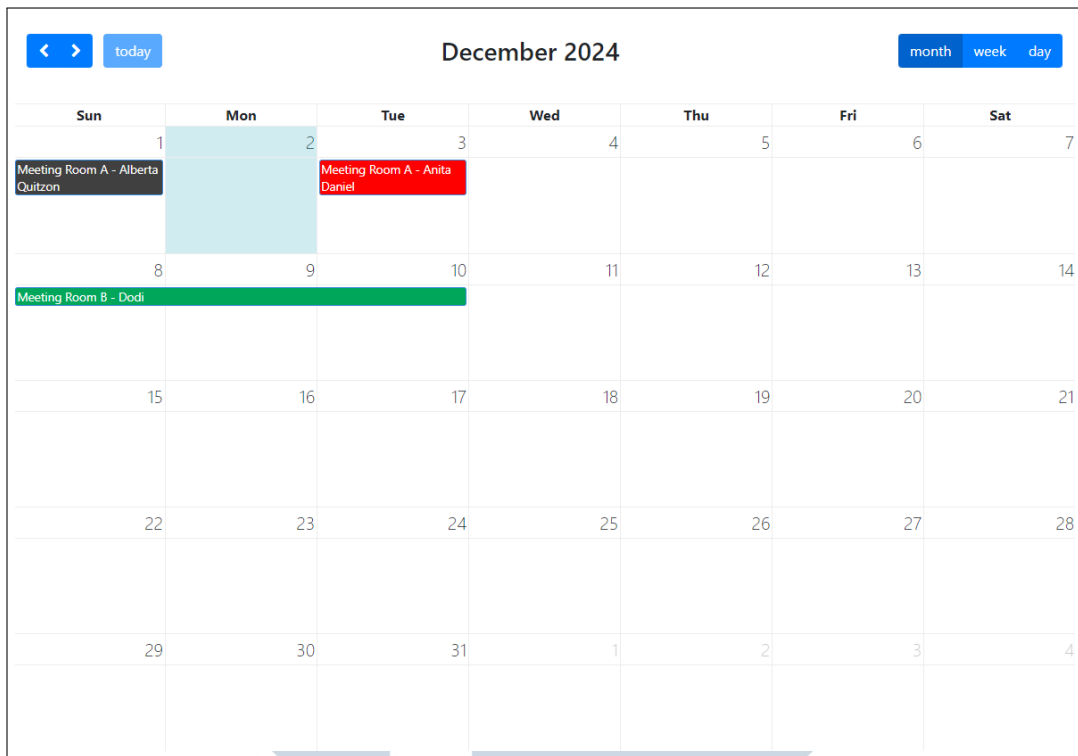 today
December 2024
month week day
Sun Mon Tue Wed Thu Fri Sat
1 2 3 4 5 6 7
Meeting Room A - Alberta
Quitzon
Meeting Room A - Anita
Daniel
8 9 10 11 12 13 14
Meeting Room B - Dodi
15 16 17 18 19 20 21
22 23 24 25 26 27 28
29 30 31 1 2 3 4